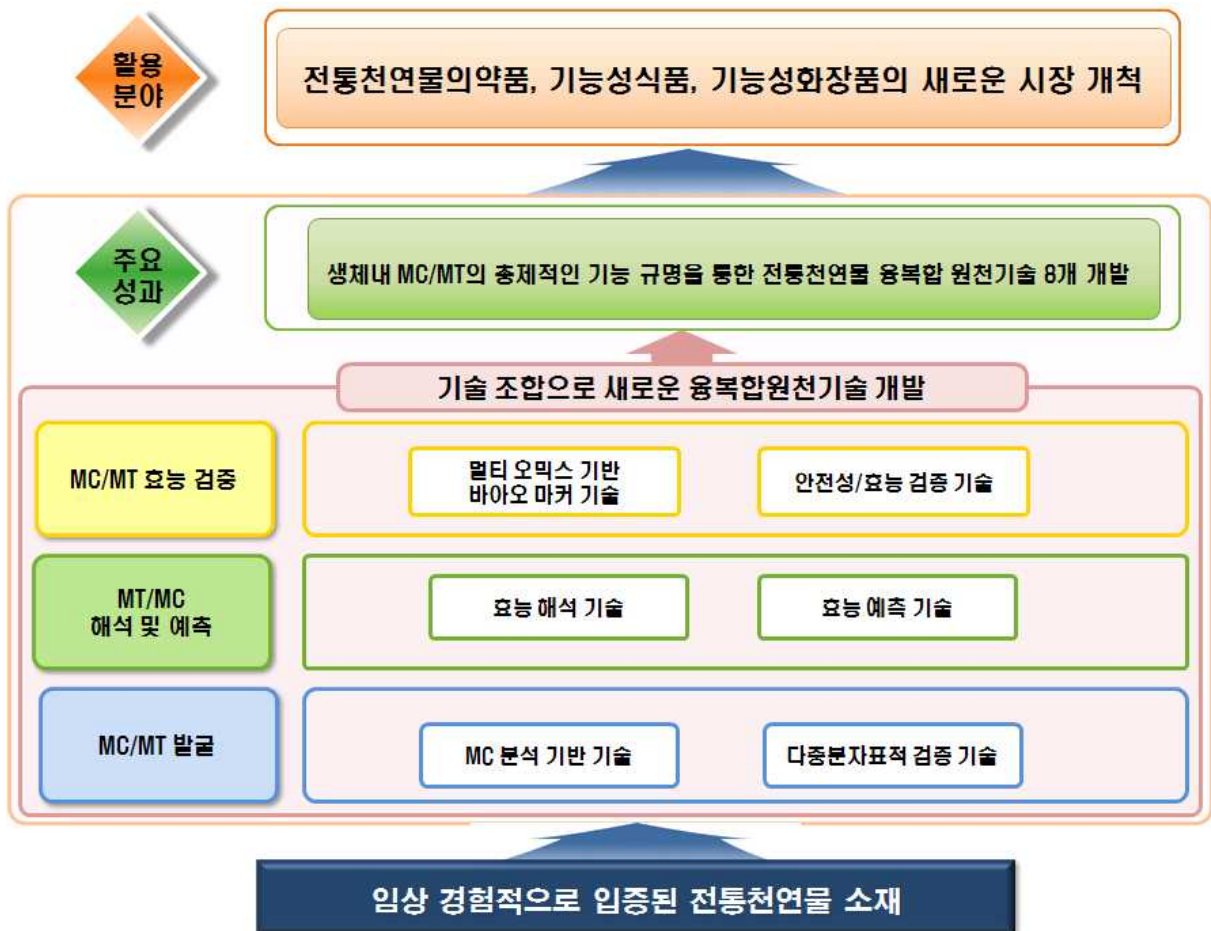 활용
분야
전통천연물의약품, 기능성식품, 기능성화장품의 새로운 시장 개척
주요
성과
생체내 MC/MT의 총체적인 기능 규명을 통한 전통천연물 융복합 원천기술 8개 개발
기술 조합으로 새로운 융복합원천기술 개발
MC/MT 효능 검증
멀티 오믹스 기반
바아오 마커 기술
안전성/효능 검증 기술
MT/MC
해석 및 예측
효능 해석 기술
효능 예측 기술
MC/MT 발굴
MC 분석 기반 기술
다중분자표적 검증 기술
임상 경험적으로 입증된 전통천연물 소재